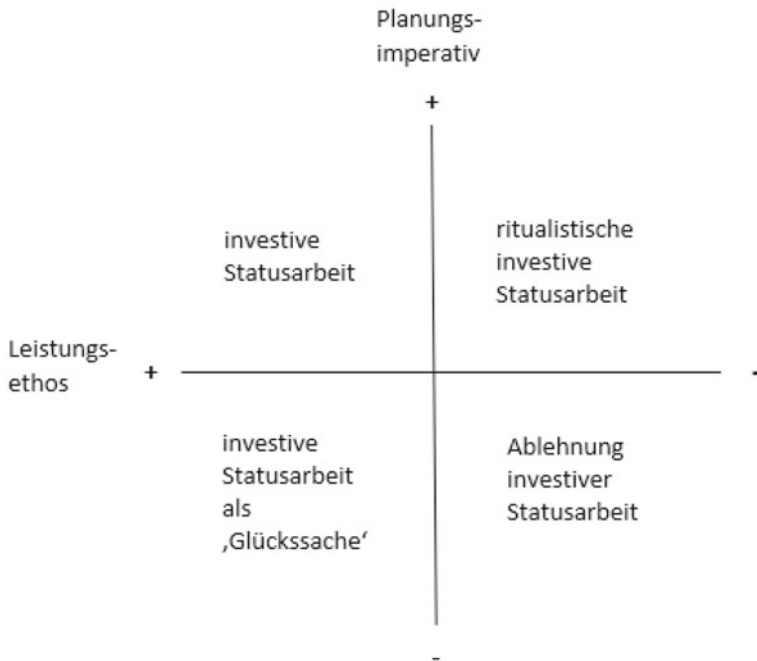 Planungs-
imperativ
+
investive
Statusarbeit
ritualistische
investive
Statusarbeit
Leistungs-
ethos
+
-
investive
Statusarbeit
als
‚Glückssache‘
Ablehnung
investiver
Statusarbeit
-